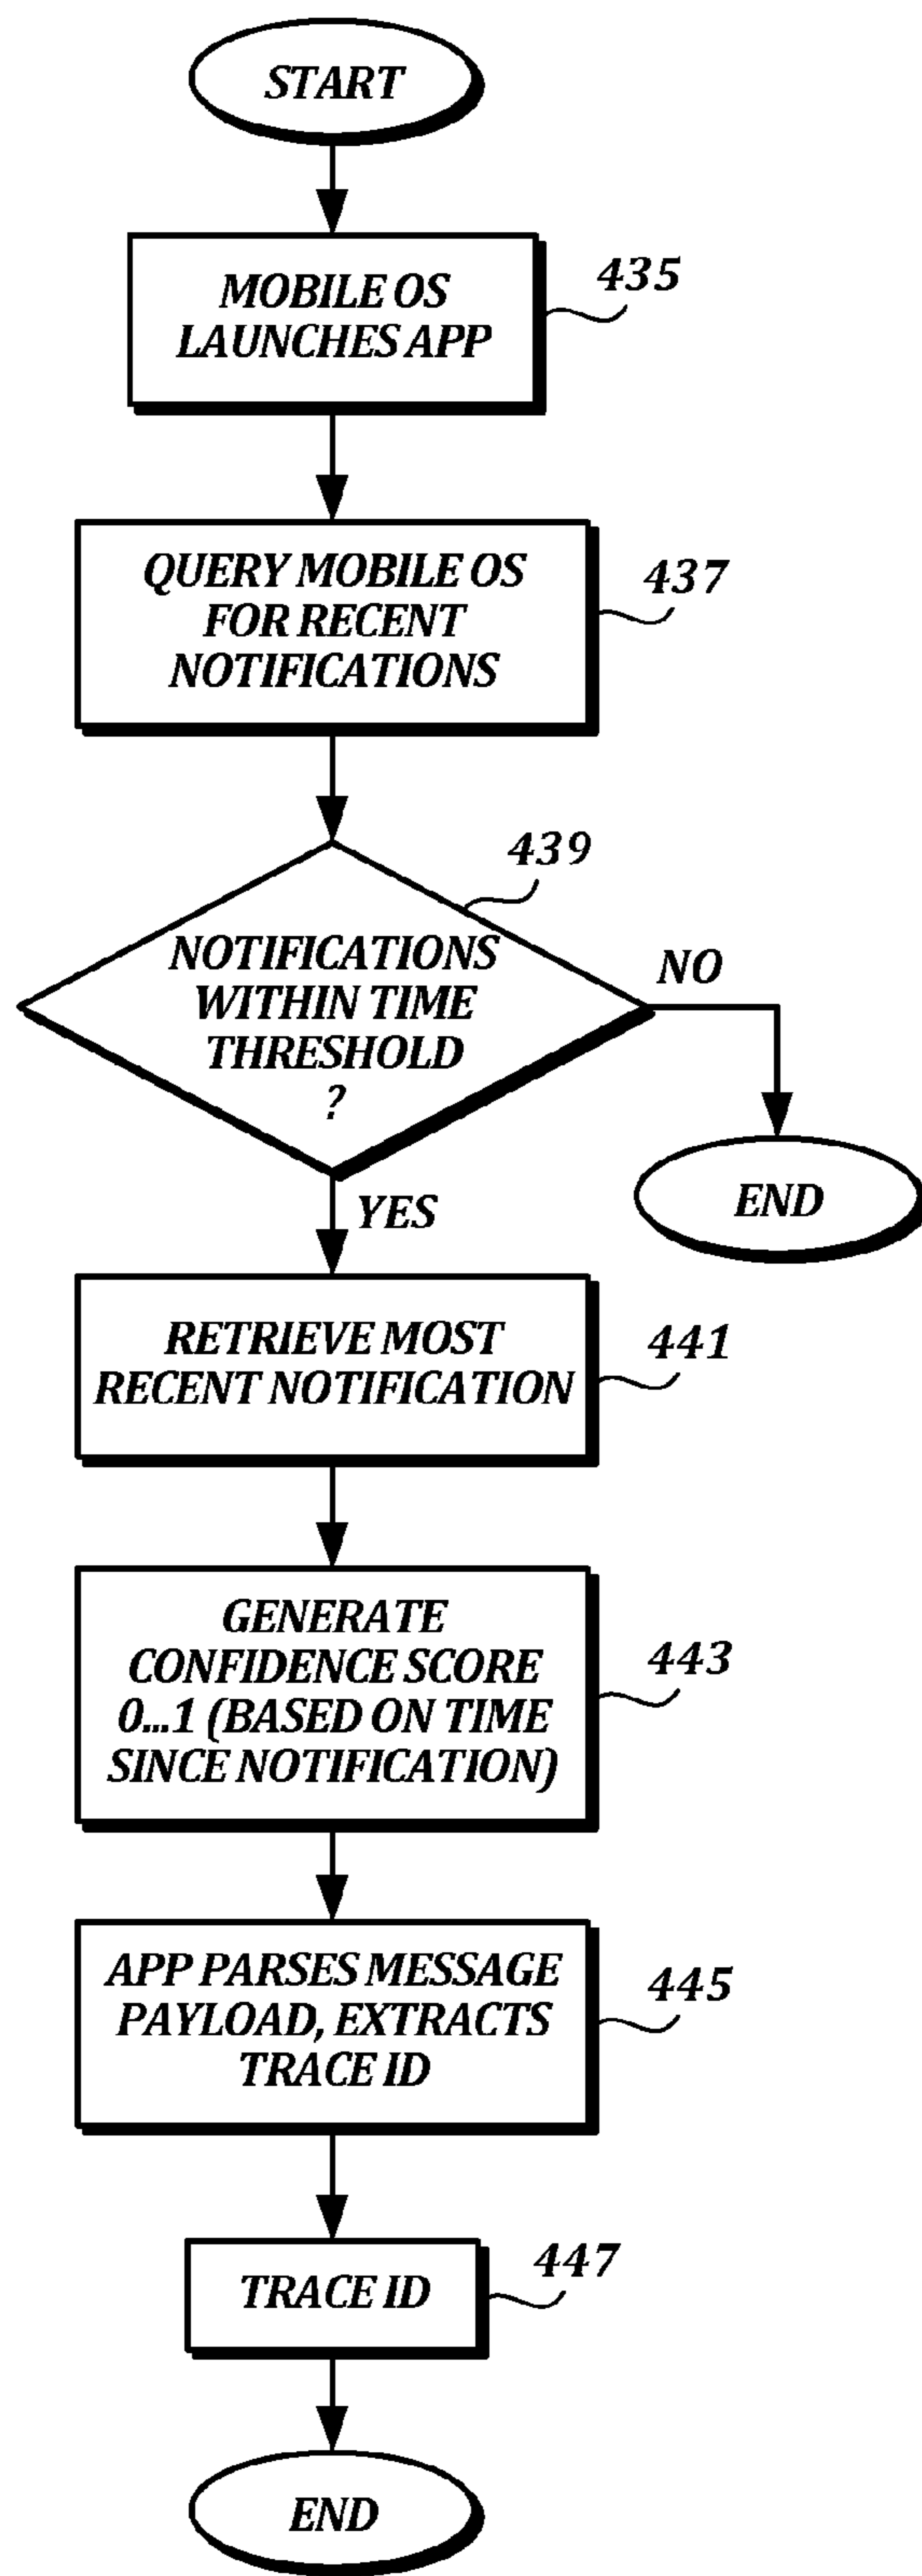 START
MOBILE OS
LAUNCHES APP
435
QUERY MOBILE OS
FOR RECENT
NOTIFICATIONS
437
439
NOTIFICATIONS
WITHIN TIME
THRESHOLD
?
NO
END
YES
RETRIEVE MOST
RECENT NOTIFICATION
441
GENERATE
CONFIDENCE SCORE
0...1 (BASED ON TIME
SINCE NOTIFICATION)
443
APP PARSES MESSAGE
PAYLOAD, EXTRACTS
TRACE ID
445
TRACE ID
447
END